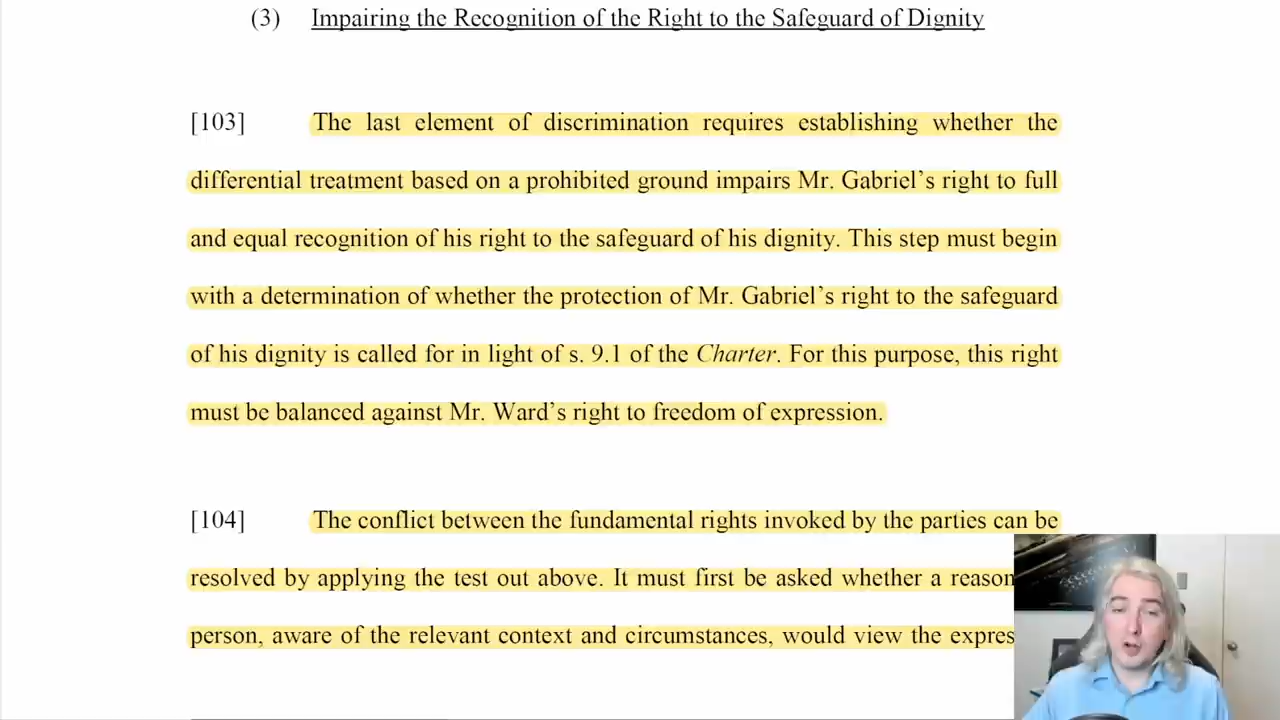 (3) Impairing the Recognition of the Right to the Safeguard of Dignity
[103] The last element of discrimination requires establishing whether the
differential treatment based on a prohibited ground impairs Mr. Gabriel’s right to full
and equal recognition of his right to the safeguard of his dignity. This step must begin
with a determination of whether the protection of Mr. Gabriel’s right to the safeguard
of his dignity is called for in light of s. 9.1 of the Charter. For this purpose, this right
must be balanced against Mr. Ward’s right to freedom of expression.
[104] The conflict between the fundamental rights invoked by the parties can be
resolved by applying the test out above. It must first be asked whether a reason
person, aware of the relevant context and circumstances, would view the expres